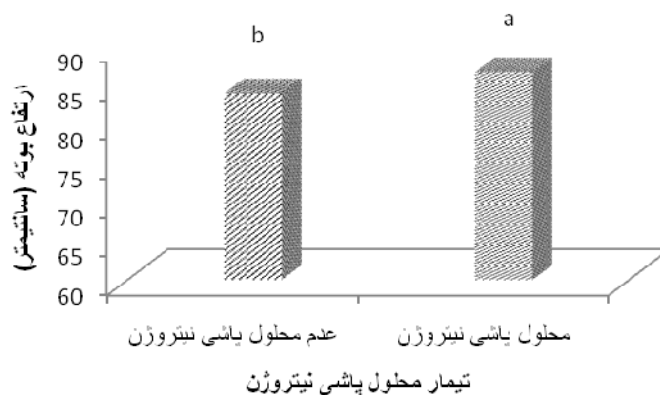 b
a
90
85
80
75
70
65
60
ارتفاع بوته (سانتیمتر)
عدم محلول پاشی نیتروژن
محلول پاشی نیتروژن
تیمار محلول پاشی نیتروژن